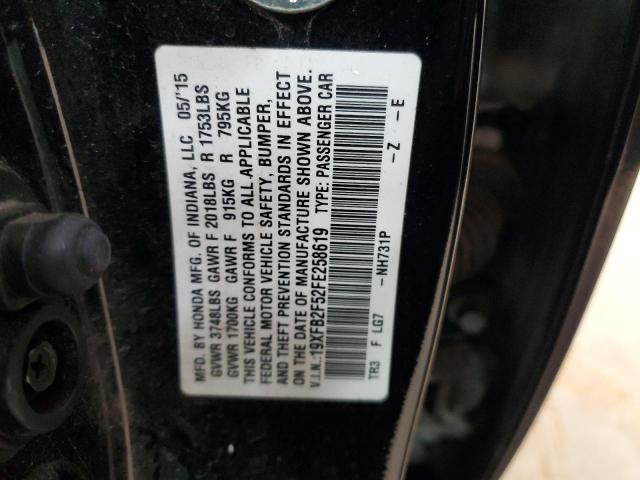 MFD. BY HONDA MFG. OF INDIANA, LLC 05/'15
GVWR 3748LBS GAWR F 2018LBS R 1753LBS
GVWR 1700KG GAWR F 915KG R 795KG
THIS VEHICLE CONFORMS TO ALL APPLICABLE
FEDERAL MOTOR VEHICLE SAFETY, BUMPER,
AND THEFT PREVENTION STANDARDS IN EFFECT
ON THE DATE OF MANUFACTURE SHOWN ABOVE.
V.I.N.:19XFB2F52FE258619 TYPE: PASSENGER CAR
-NH731P -Z -E
TR3 F LG7